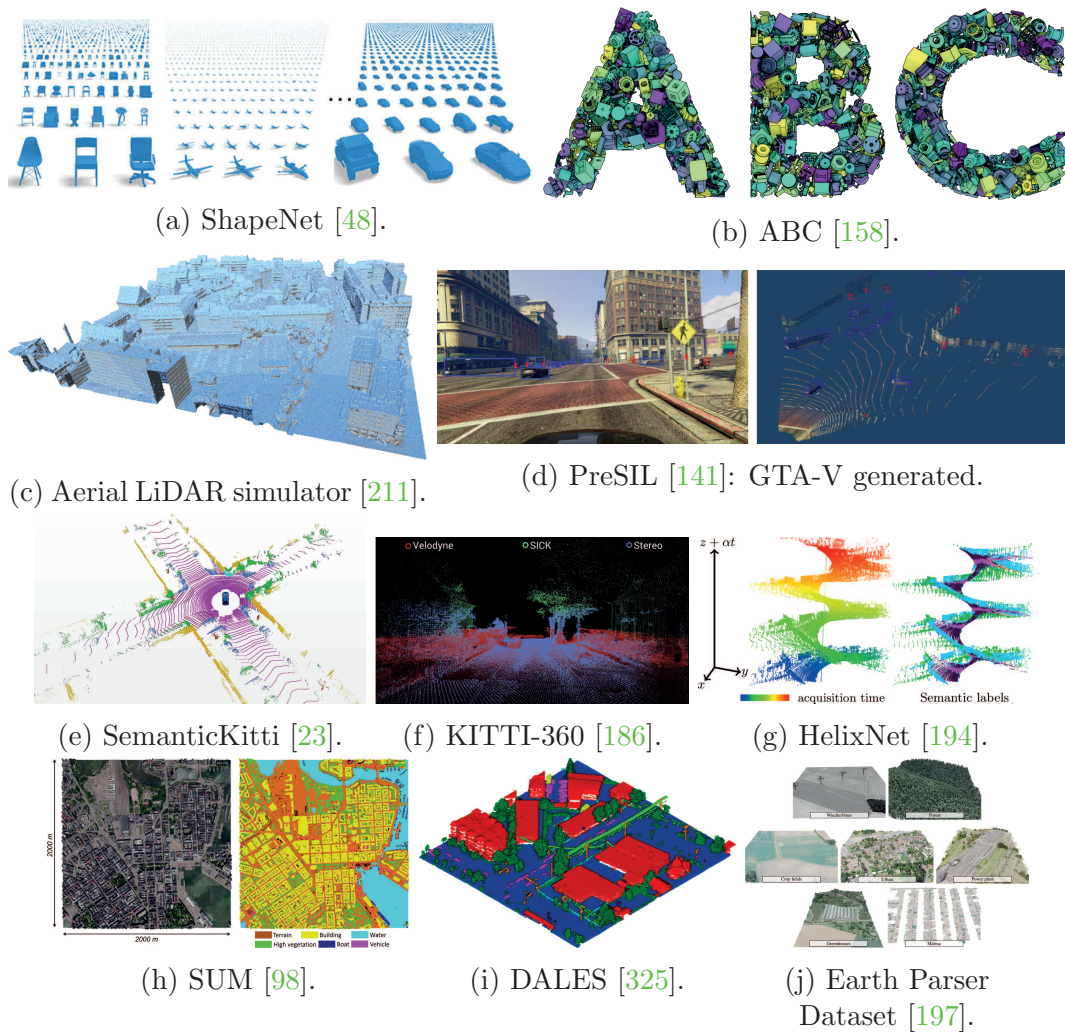 ...
(a) ShapeNet [48].
ABC
(b) ABC [158].
(c) Aerial LiDAR simulator [211].
(d) PreSIL [141]: GTA-V generated.
Velodyne SICK Stereo
z + αt
x
y
acquisition time
Semantic labels
(e) SemanticKitti [23].
(f) KITTI-360 [186].
(g) HelixNet [194].
2000 m
2000 m
Terrain Building Water
High vegetation Boat Vehicle
Windturbines
Forest
Crop fields
Urban
Power plant
Greenhouses
Marina
(h) SUM [98].
(i) DALES [325].
(j) Earth Parser
Dataset [197].